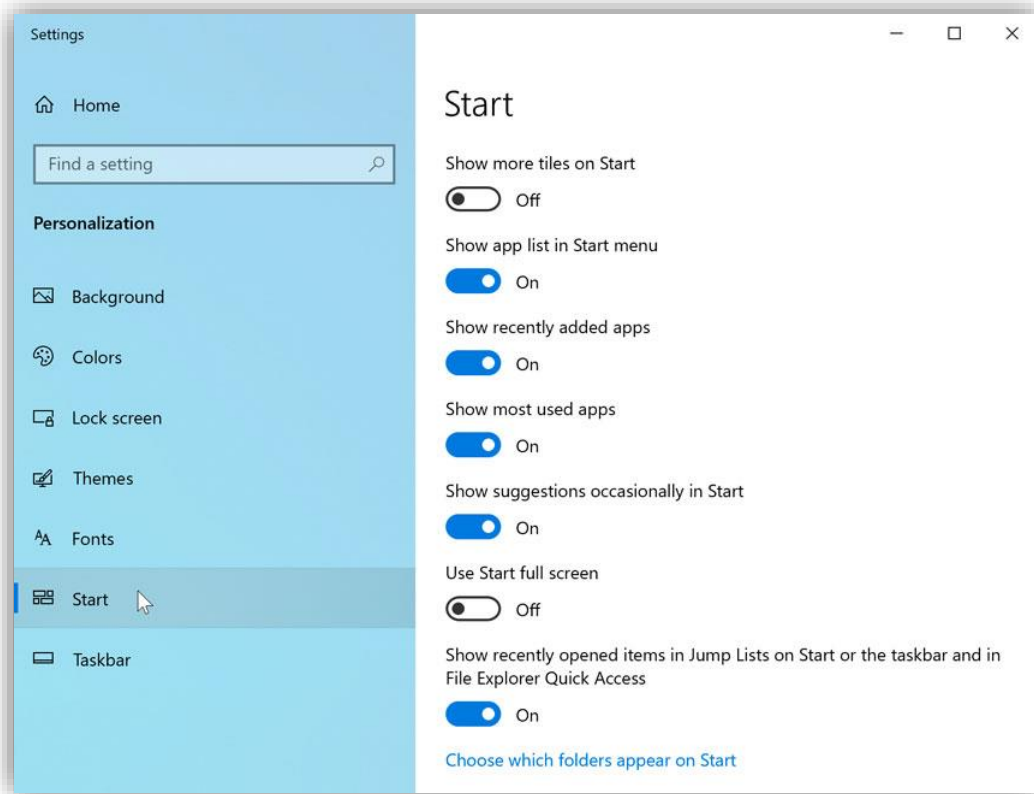 Settings
Home
Find a setting
Personalization
Background
Colors
Lock screen
Themes
Fonts
Start
Taskbar
Start
Show more tiles on Start
Off
Show app list in Start menu
On
Show recently added apps
On
Show most used apps
On
Show suggestions occasionally in Start
On
Use Start full screen
Off
Show recently opened items in Jump Lists on Start or the taskbar and in
File Explorer Quick Access
On
Choose which folders appear on Start